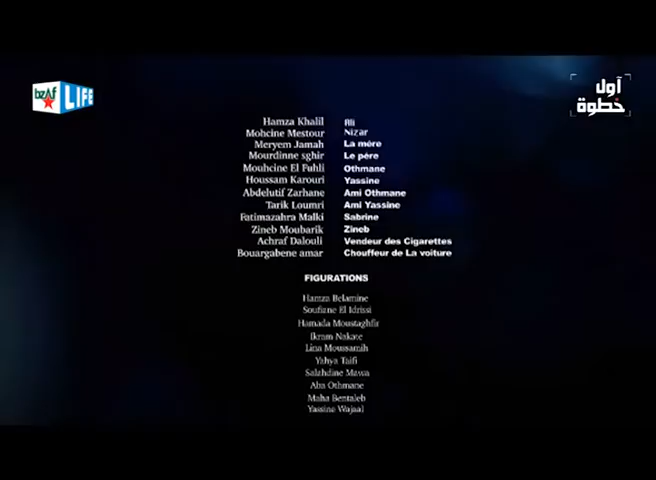 bzAf
LIFE
أول
خطوة
Hamza Khalil Ali
Mohcine Mestour Nizar
Meryem Jamah La mère
Mourdinne sghir Le père
Mouhcine El Fuhli Othmane
Houssam Karouri Yassine
Abdelutif Zarhane Ami Othmane
Tarik Loumri Ami Yassine
Fatimazahra Malki Sabrine
Zineb Moubarik Zineb
Achraf Dalouli Vendeur des Cigarettes
Bouargabene amar Chouffeur de La voiture
FIGURATIONS
Hamza Belamine
Soufiane El Idrissi
Hamada Moustaghfir
Ikram Nakate
Lina Moussamih
Yahya Taifi
Salahdine Mawa
Aba Othmane
Maha Bentaleb
Yassine Wajaal